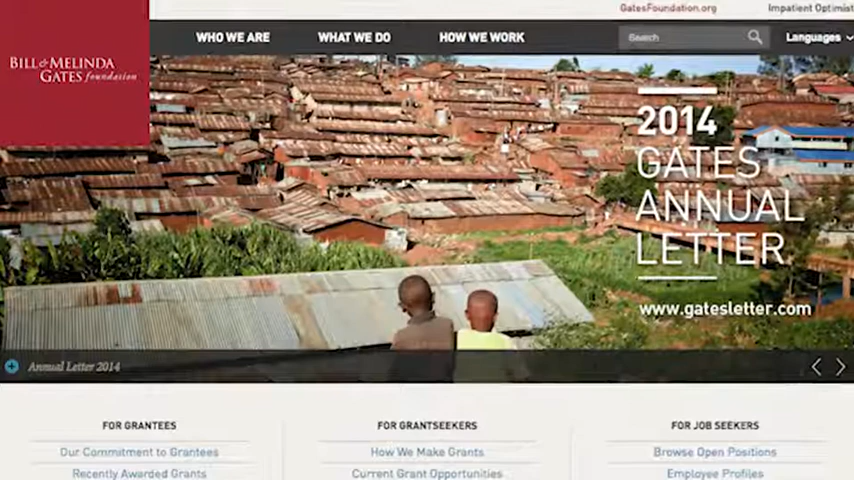 GatesFoundation.org
Impatient Optimist
BILL & MELINDA
GATES foundation
WHO WE ARE
WHAT WE DO
HOW WE WORK
Search
Languages
2014
GATES
ANNUAL
LETTER
www.gatesletter.com
Annual Letter 2014
FOR GRANTEES
FOR GRANTSEEKERS
FOR JOB SEEKERS
Our Commitment to Grantees
How We Make Grants
Browse Open Positions
Recently Awarded Grants
Current Grant Opportunities
Employee Profiles